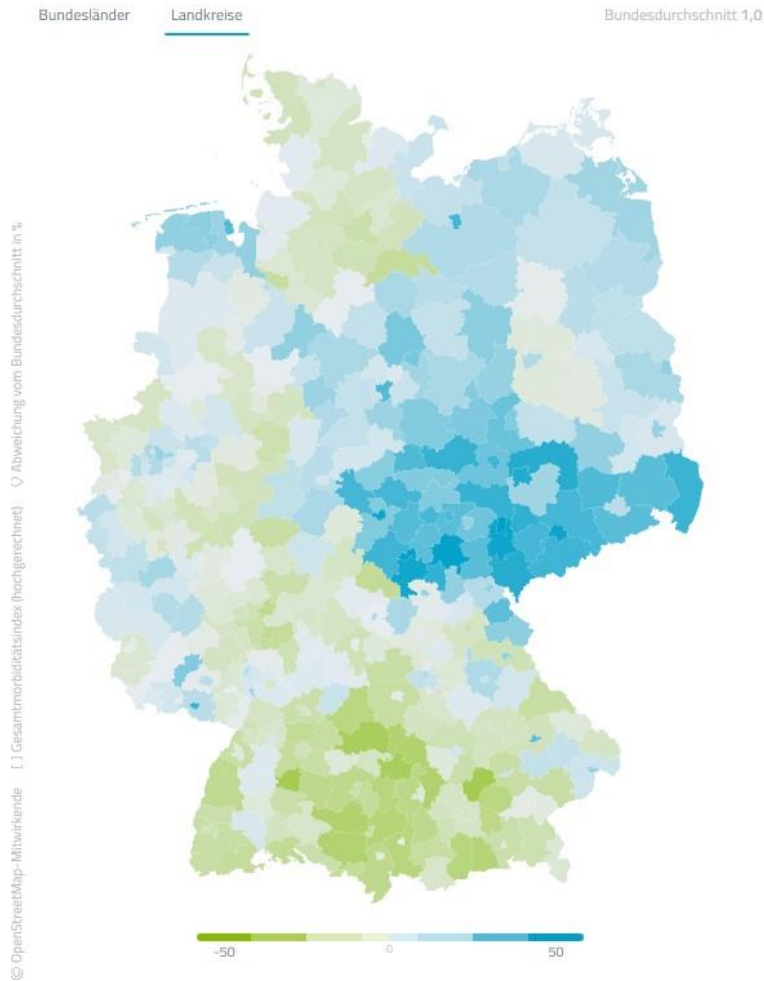 Bundesländer
Landkreise
Bundesdurchschnitt 1,0
© OpenStreetMap-Mitwirkende [ ] Gesamtmorbiditätsindex (hochgerechnet) ◇ Abweichung vom Bundesdurchschnitt in %
-50
0
50